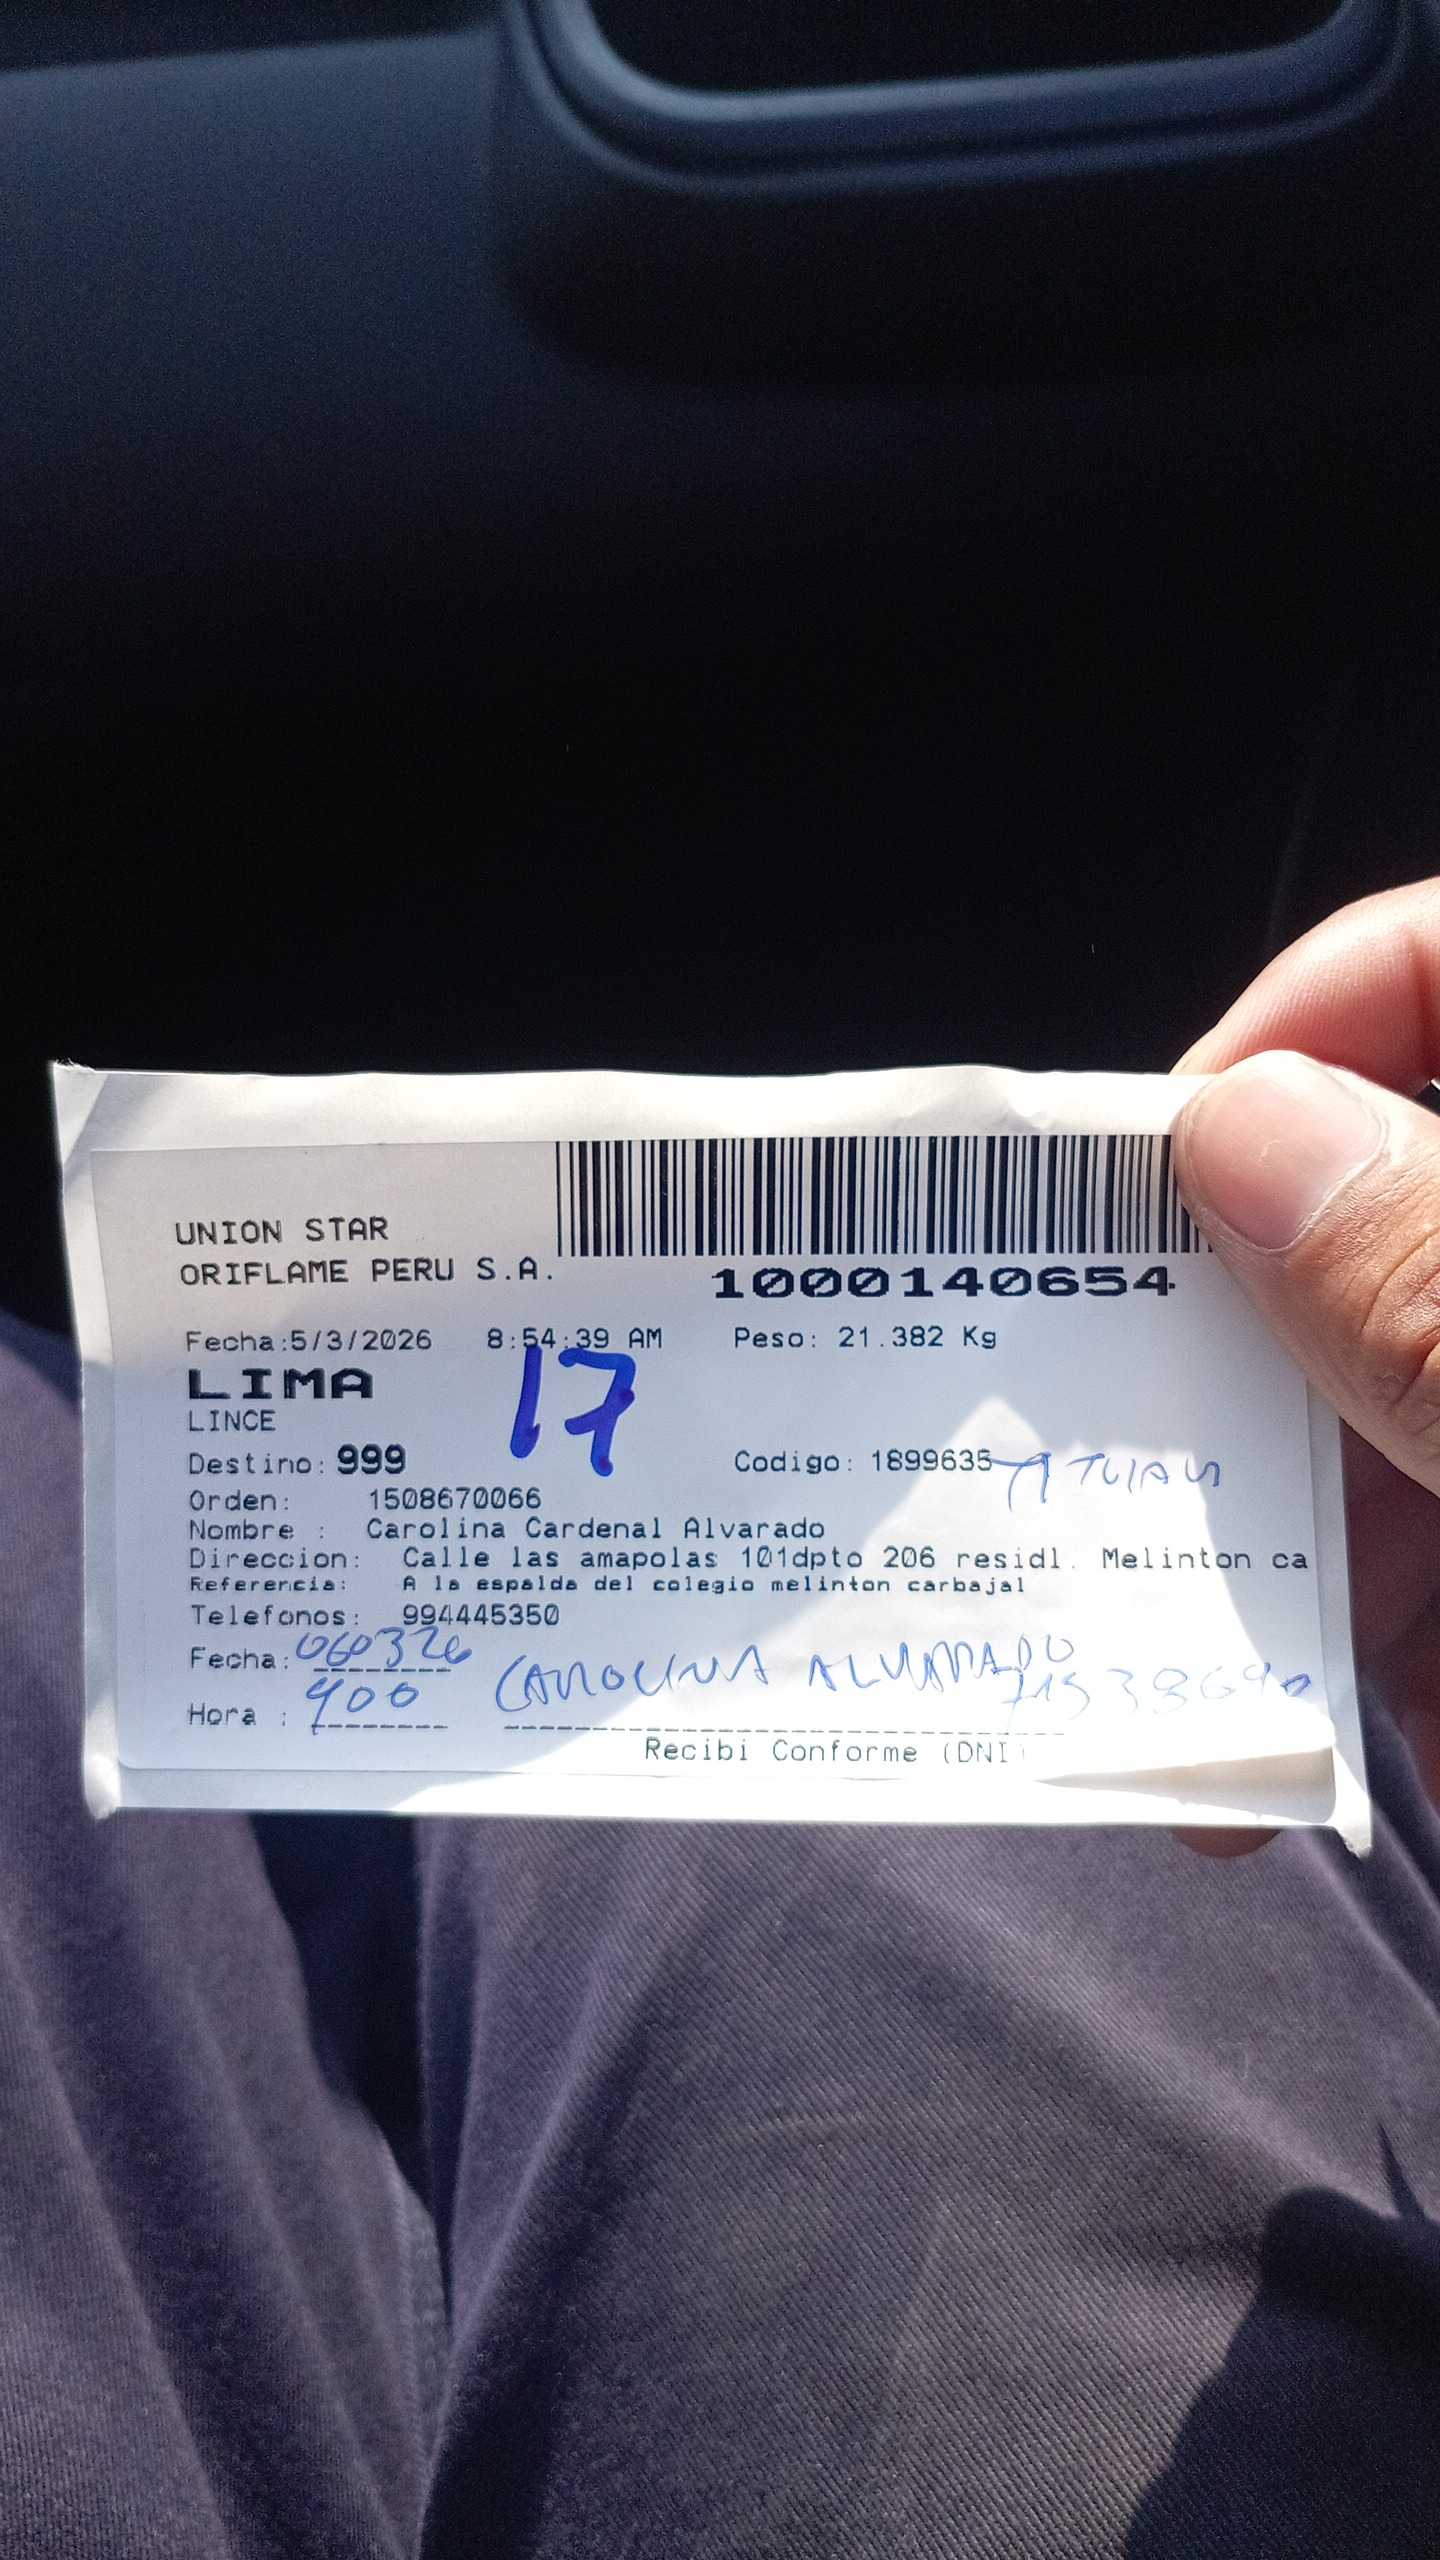 UNION STAR
ORIFLAME PERU S.A.
1000140654
Fecha:5/3/2026 8:54:39 AM Peso: 21.382 Kg
LIMA
17
LINCE
Destino: 999 Codigo: 1899635
Orden: 1508670066
Nombre : Carolina Cardenal Alvarado
Direccion: Calle las amapolas 101dpto 206 residl. Melinton ca
Referencia: A la espalda del colegio melinton carbajal
Telefonos: 994445350
Fecha: 060326 CAROLINA ALVARADO
Hora : 400
Recibi Conforme (DNI)